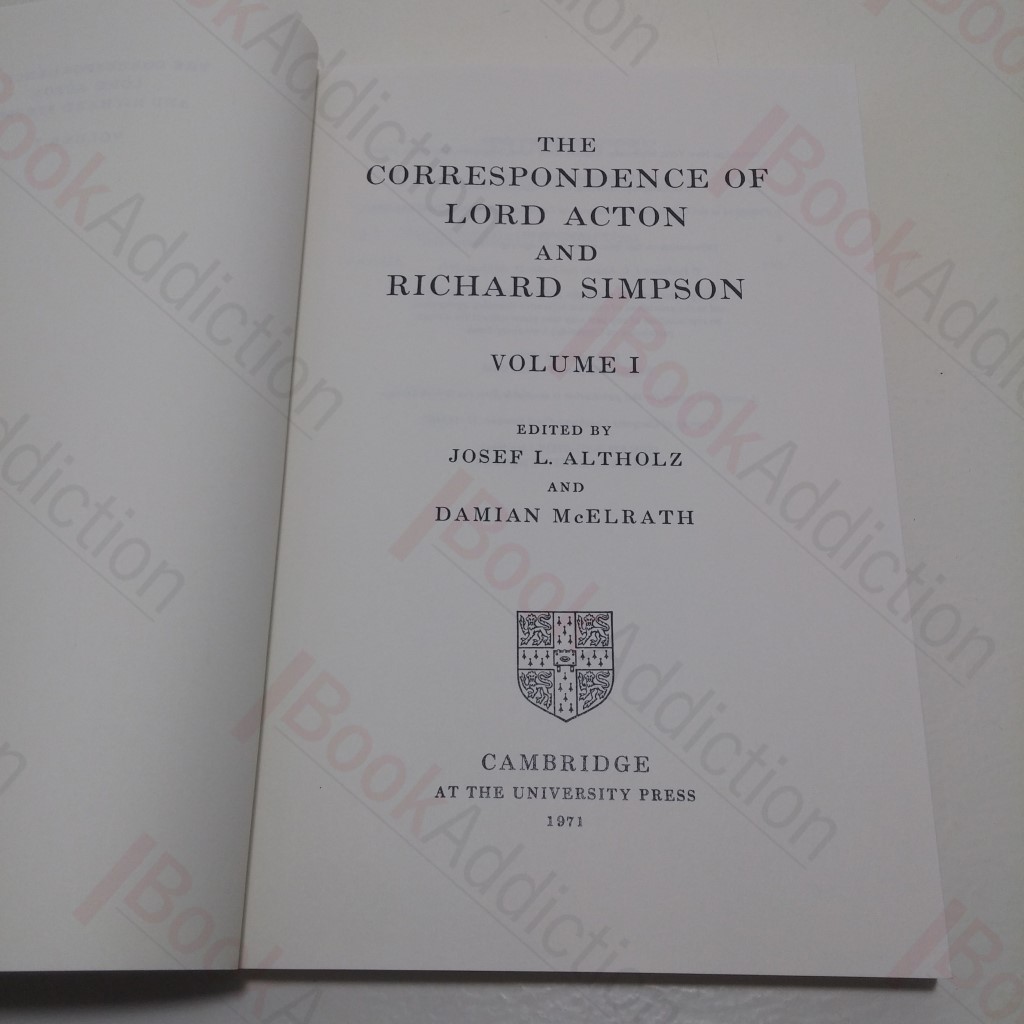 THE
CORRESPONDENCE OF
LORD ACTON
AND
RICHARD SIMPSON
VOLUME I
EDITED BY
JOSEF L. ALTHOLZ
AND
DAMIAN McELRATH
CAMBRIDGE
AT THE UNIVERSITY PRESS
1971
BookAddiction